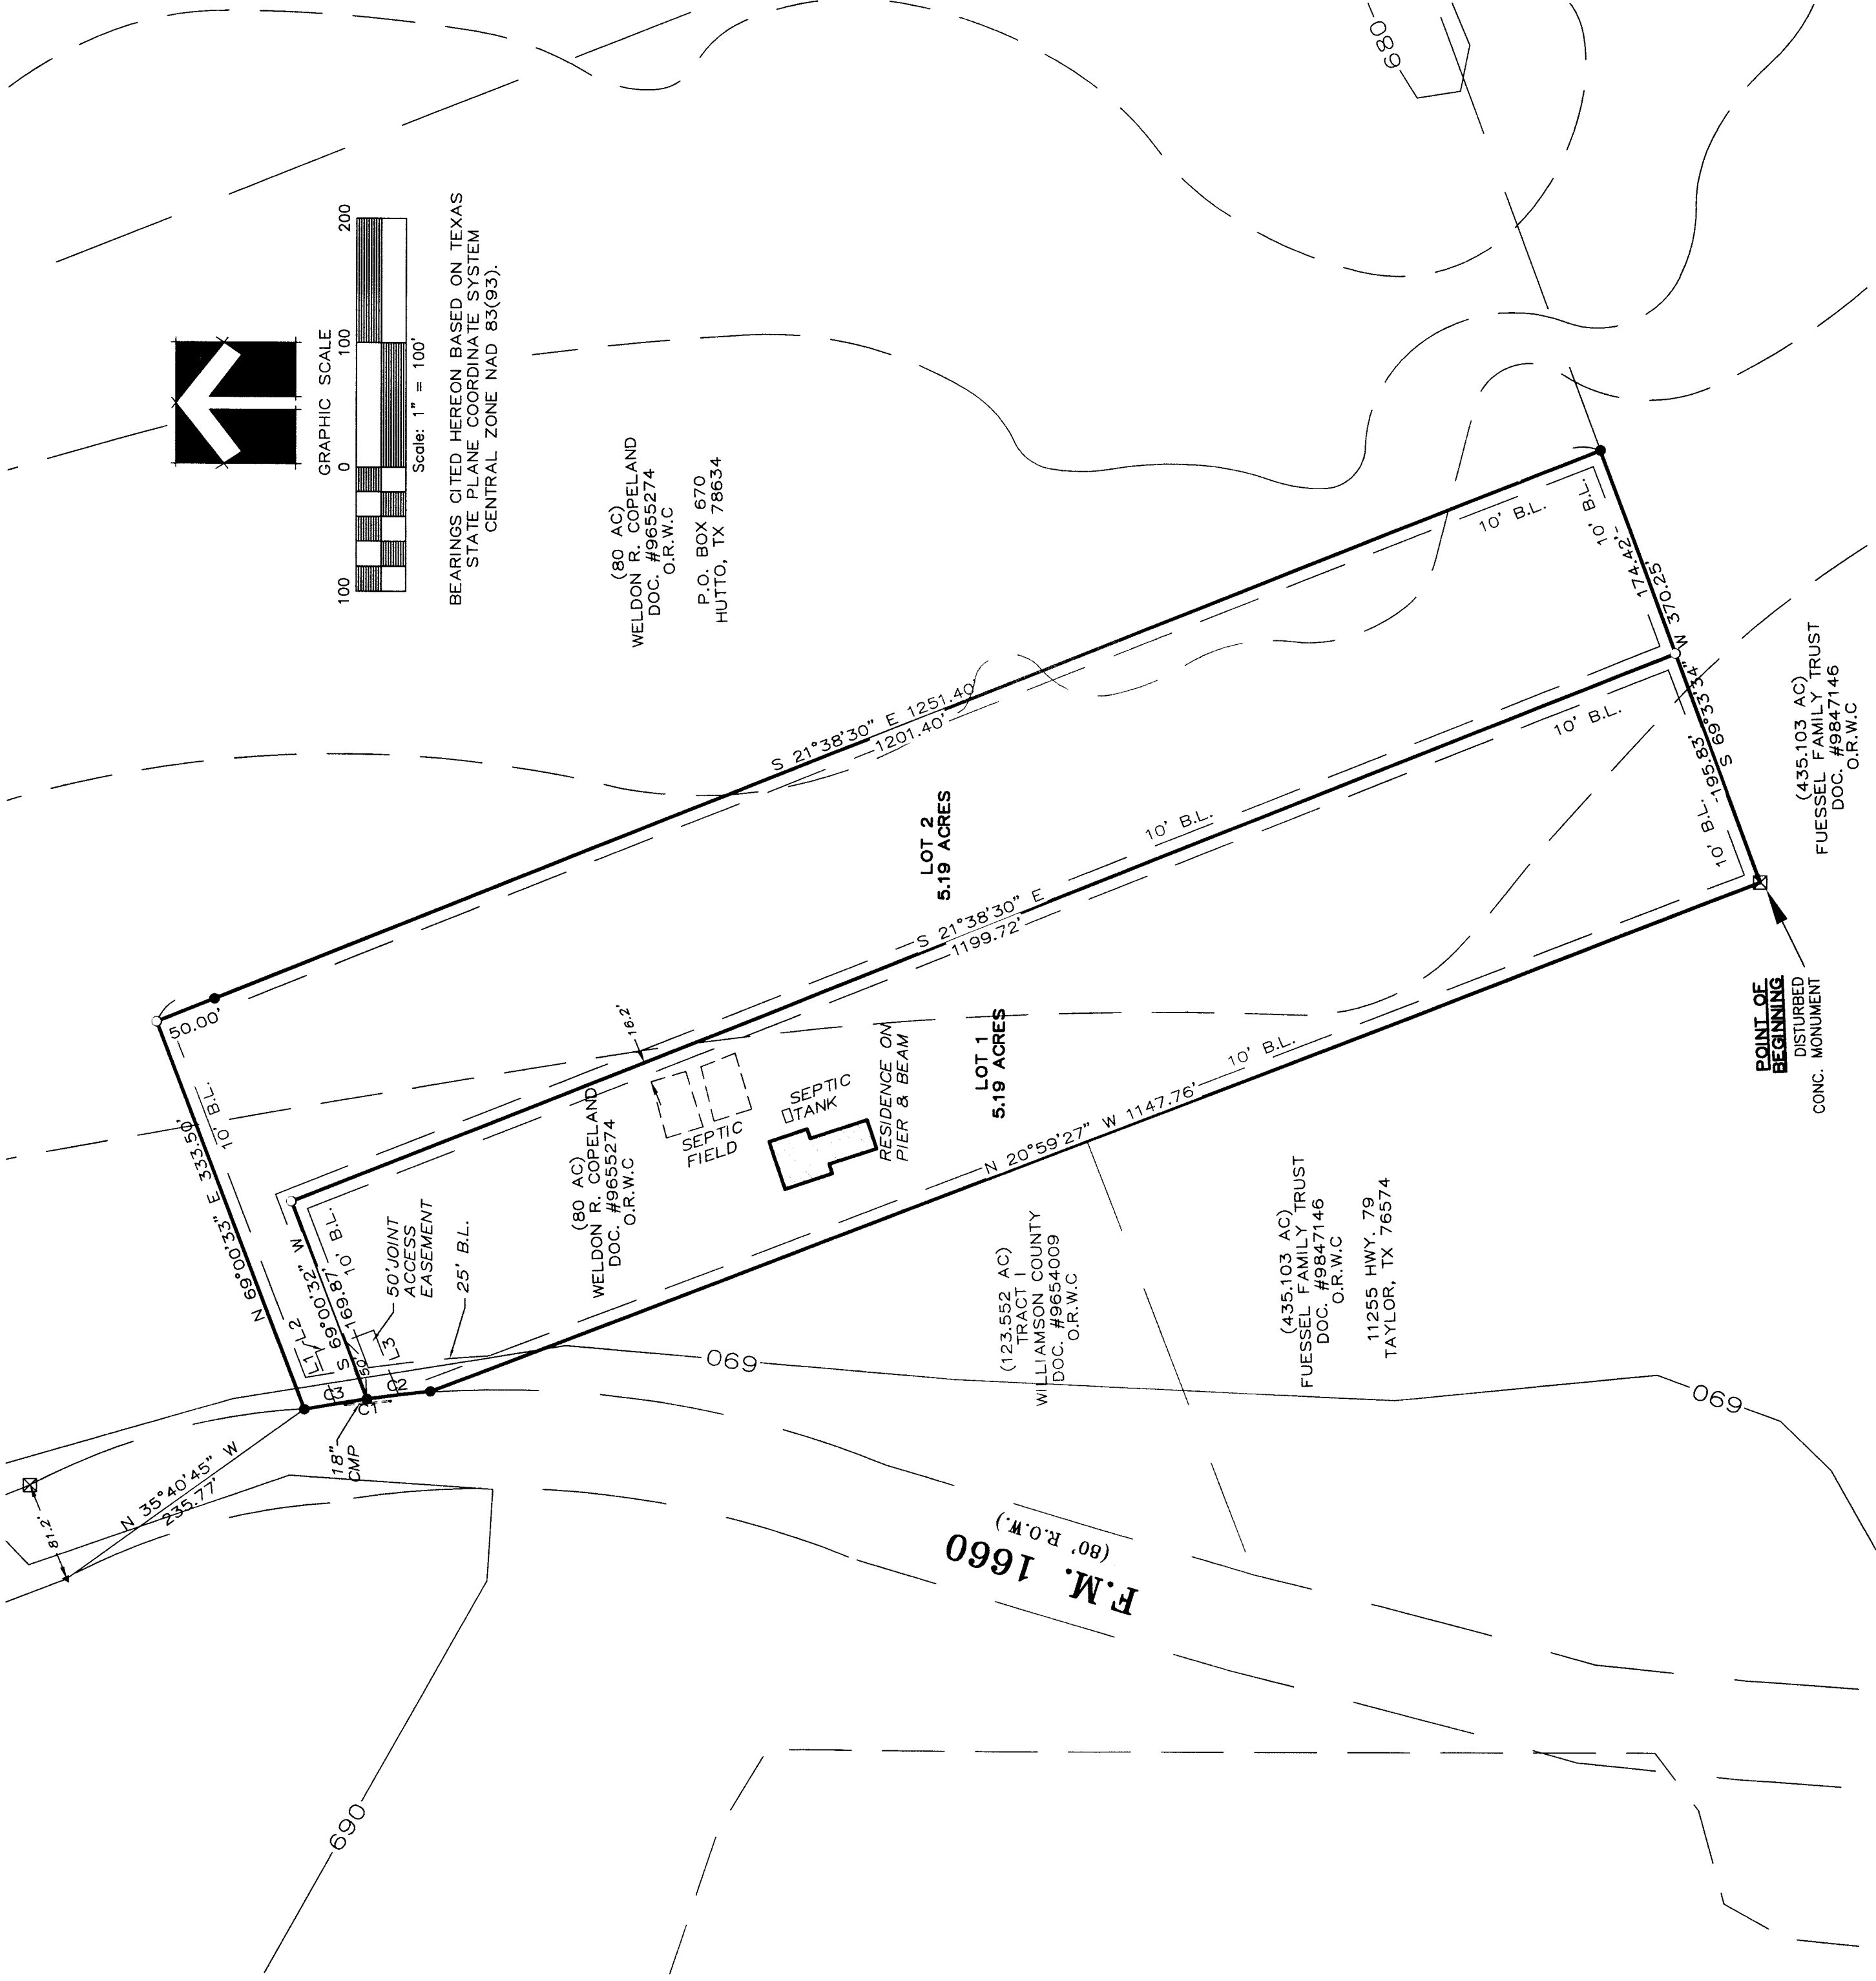 GRAPHIC SCALE
100 0 100 200
Scale: 1" = 100'
BEARINGS CITED HEREON BASED ON TEXAS
STATE PLANE COORDINATE SYSTEM
CENTRAL ZONE NAD 83(93).
680
(80 AC)
WELDON R. COPELAND
DOC. #9655274
O.R.W.C
P.O. BOX 670
HUTTO, TX 78634
S 21°38'30" E 1251.40'
1201.40'
50.00'
N 69°00'33" E 333.50'
10' B.L.
10' B.L.
10' B.L.
174.42'
S 69°33'34" W 370.25'
195.83'
10' B.L.
10' B.L.
LOT 2
5.19 ACRES
10' B.L.
S 21°38'30" E
1199.72'
16.2'
L1
L2
S 69°00'32" W
169.87'
10' B.L.
50'
L3
C3
C2
C1
18"
CMP
50' JOINT
ACCESS
EASEMENT
25' B.L.
(80 AC)
WELDON R. COPELAND
DOC. #9655274
O.R.W.C
SEPTIC
FIELD
SEPTIC
TANK
RESIDENCE ON
PIER & BEAM
LOT 1
5.19 ACRES
10' B.L.
N 20°59'27" W 1147.76'
POINT OF
BEGINNING
DISTURBED
CONC. MONUMENT
(435.103 AC)
FUESSEL FAMILY TRUST
DOC. #9847146
O.R.W.C
(123.552 AC)
TRACT I
WILLIAMSON COUNTY
DOC. #9654009
O.R.W.C
(435.103 AC)
FUESSEL FAMILY TRUST
DOC. #9847146
O.R.W.C
11255 HWY. 79
TAYLOR, TX 76574
690
690
690
N 35°40'45" W
235.77'
81.2'
F.M. 1660
(80' R.O.W.)